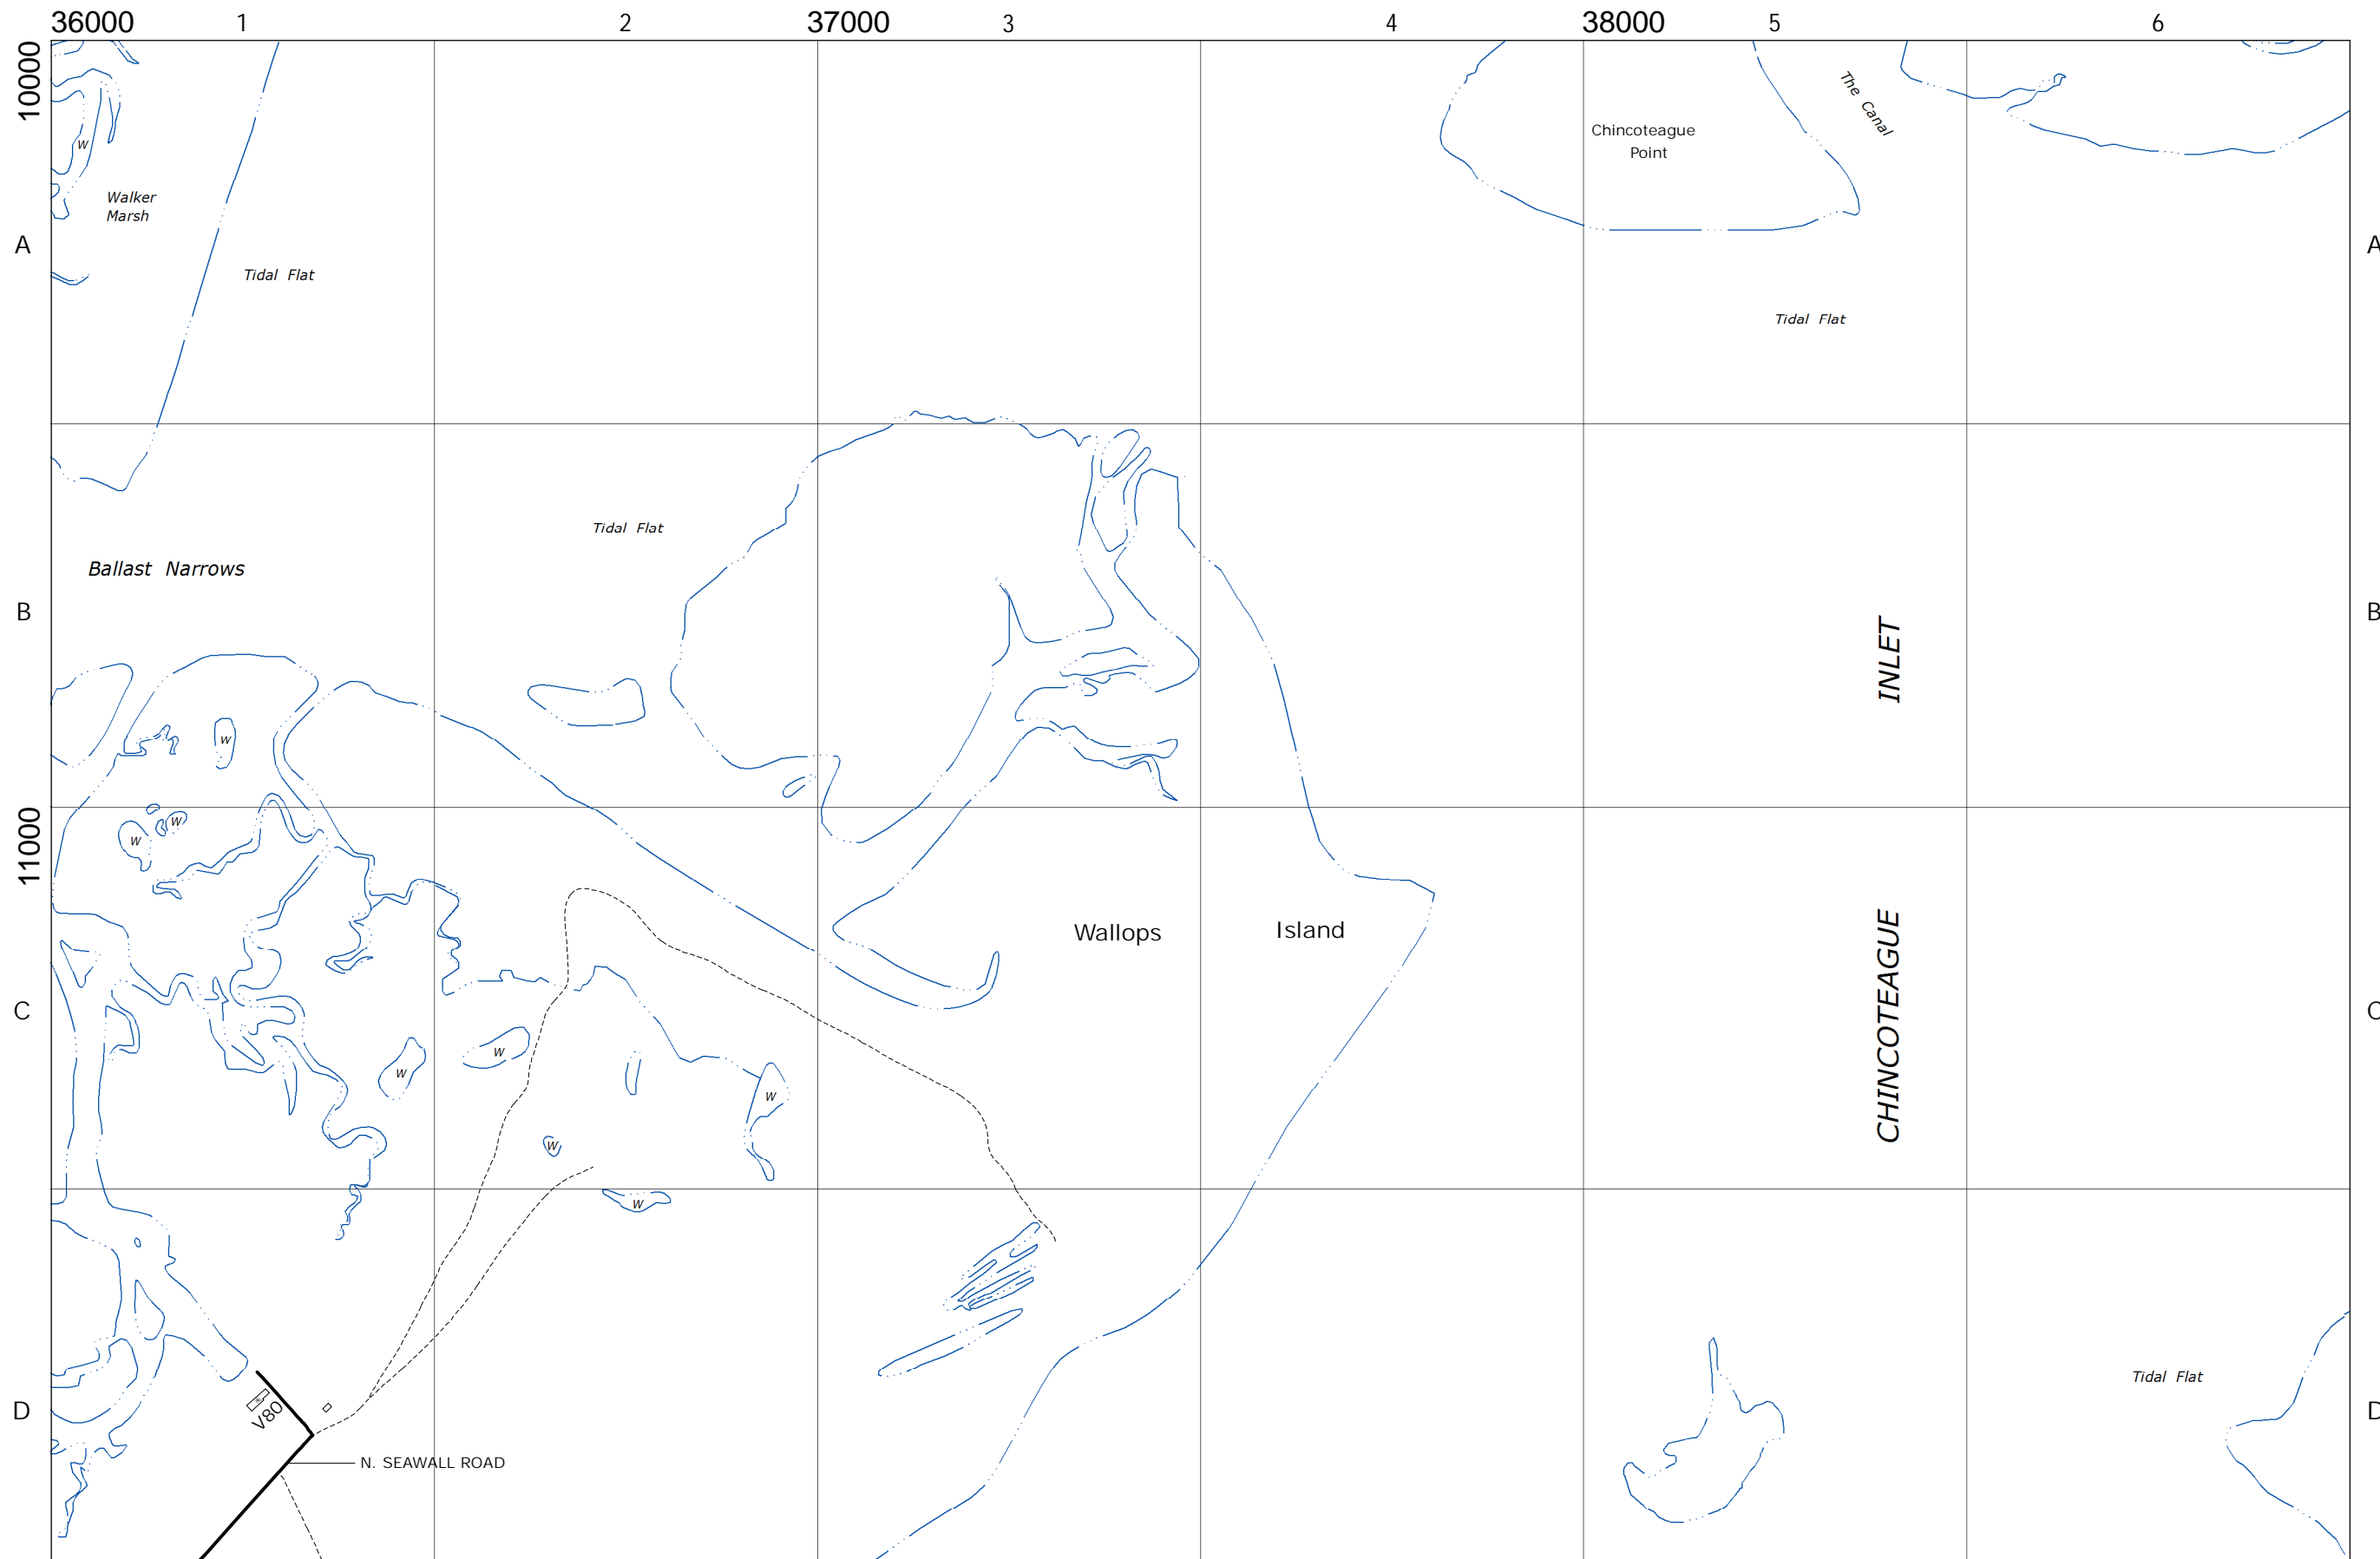 36000 1 2 37000 3 4 38000 5 6
10000
The Canal
Chincoteague
Point
W
Walker
Marsh
A A
Tidal Flat
Tidal Flat
Tidal Flat
Ballast Narrows
B B
INLET
W
11000
W
W
Wallops Island
CHINCOTEAGUE
C C
W
W
W
W
W
Tidal Flat
V80
D D
N. SEAWALL ROAD